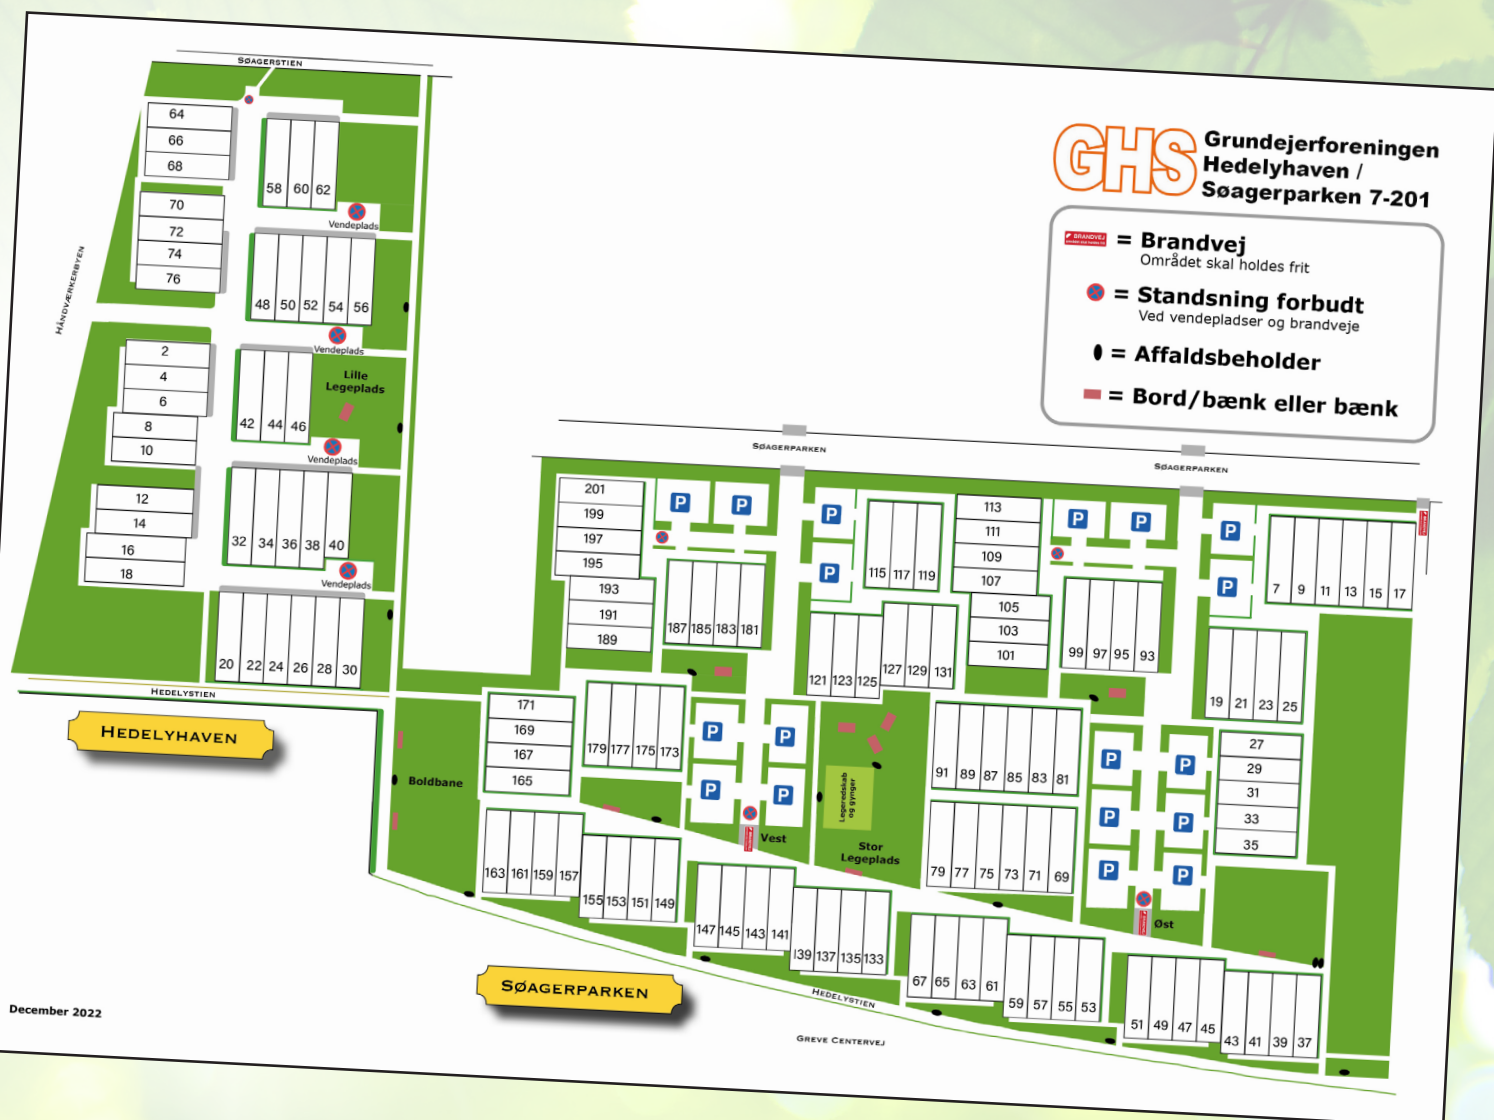 SØAGERSTIEN
64
66
68
58 60 62
70
72
74
76
Vendeplads
48 50 52 54 56
HÅNDVÆRKERBYEN
Vendeplads
2
4
6
8
10
42 44 46
Lille
Legeplads
Vendeplads
12
14
16
18
32 34 36 38 40
Vendeplads
20 22 24 26 28 30
HEDELYSTIEN
HEDELYHAVEN
GHS
Grundejerforeningen
Hedelyhaven /
Søagerparken 7-201
BRANDVEJ
= Brandvej
Området skal holdes frit
= Standsning forbudt
Ved vendepladser og brandveje
= Affaldsbeholder
= Bord/bænk eller bænk
SØAGERPARKEN
SØAGERPARKEN
201
199
197
195
193
191
189
P P
187 185 183 181
P
P
115 117 119
113
111
109
107
105
103
101
P P
99 97 95 93
P
P
7 9 11 13 15 17
121 123 125
127 129 131
19 21 23 25
171
169
167
165
179 177 175 173
P P
P P
Boldbane
Vest
Legeredskab
og gynger
Stor
Legeplads
91 89 87 85 83 81
79 77 75 73 71 69
P P
P P
P P
Øst
27
29
31
33
35
163 161 159 157
155 153 151 149
147 145 143 141
139 137 135 133
67 65 63 61
59 57 55 53
51 49 47 45
43 41 39 37
SØAGERPARKEN
HEDELYSTIEN
GREVE CENTERVEJ
December 2022